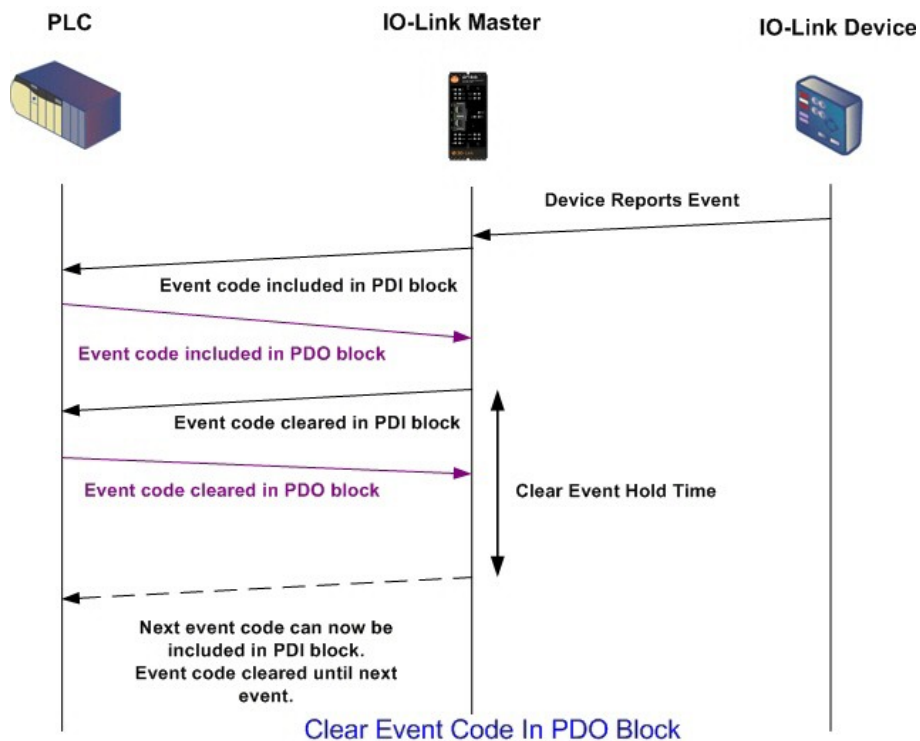 PLC
IO-Link Master
IO-Link Device
Device Reports Event
Event code included in PDI block
Event code included in PDO block
Event code cleared in PDI block
Event code cleared in PDO block
Clear Event Hold Time
Next event code can now be
included in PDI block.
Event code cleared until next
event.
Clear Event Code In PDO Block